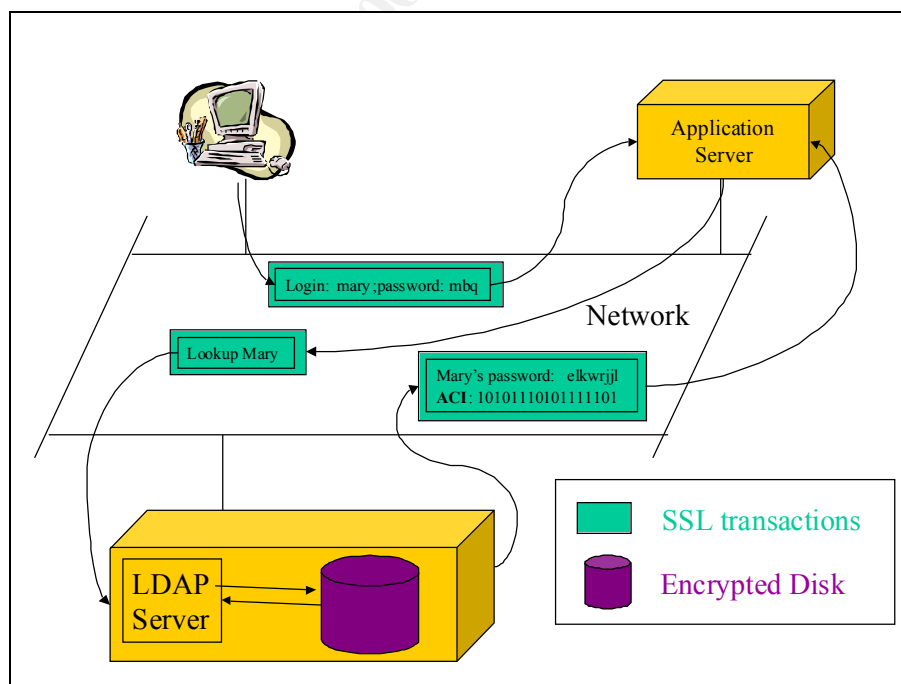 Application
Server
Login: mary;password: mbq
Network
Lookup Mary
Mary's password: elkwrjjl
ACI: 10101110101111101
SSL transactions
LDAP
Server
Encrypted Disk